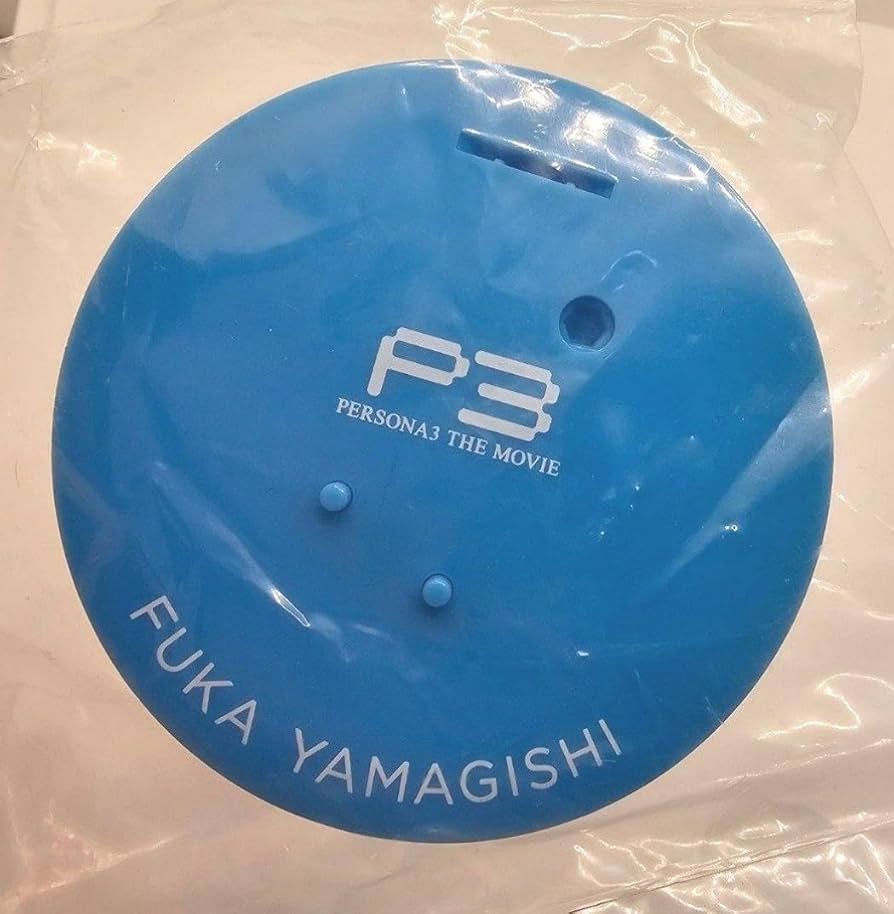 P3
PERSONA3 THE MOVIE
FUKA YAMAGISHI